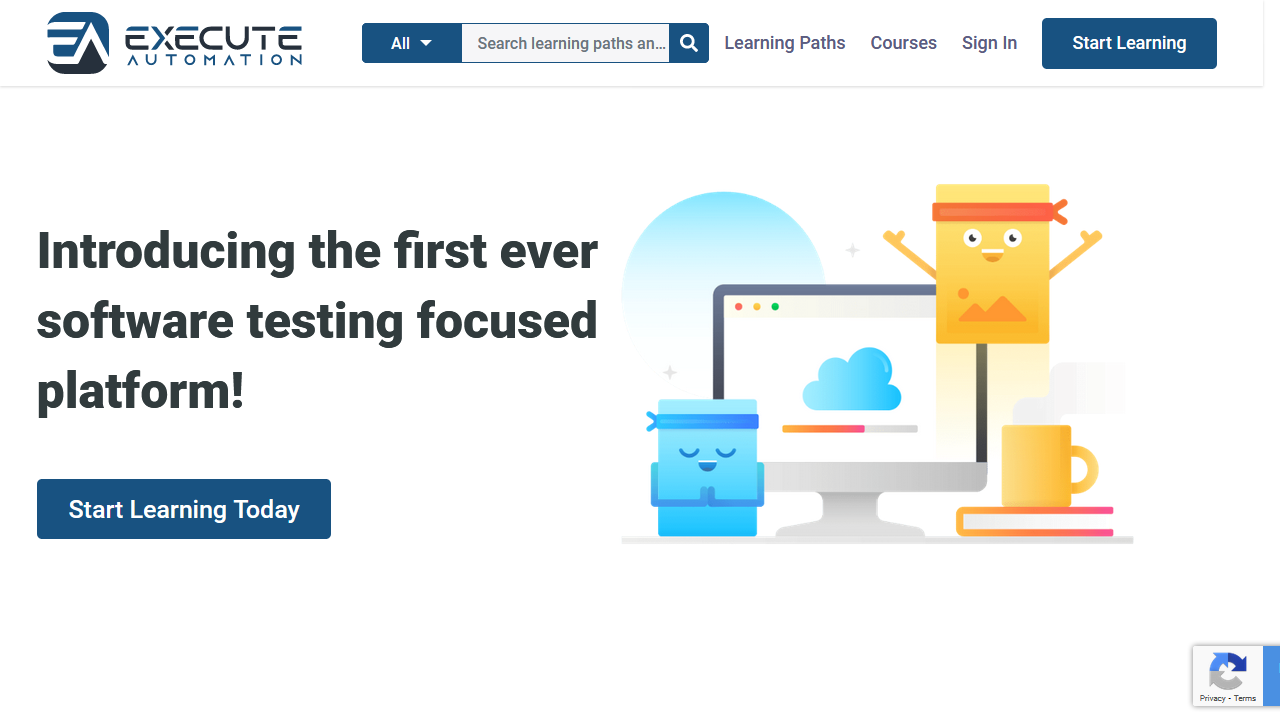 EXECUTE
AUTOMATION
All
Search learning paths an...
Learning Paths
Courses
Sign In
Start Learning
Introducing the first ever
software testing focused
platform!
Start Learning Today
Privacy - Terms